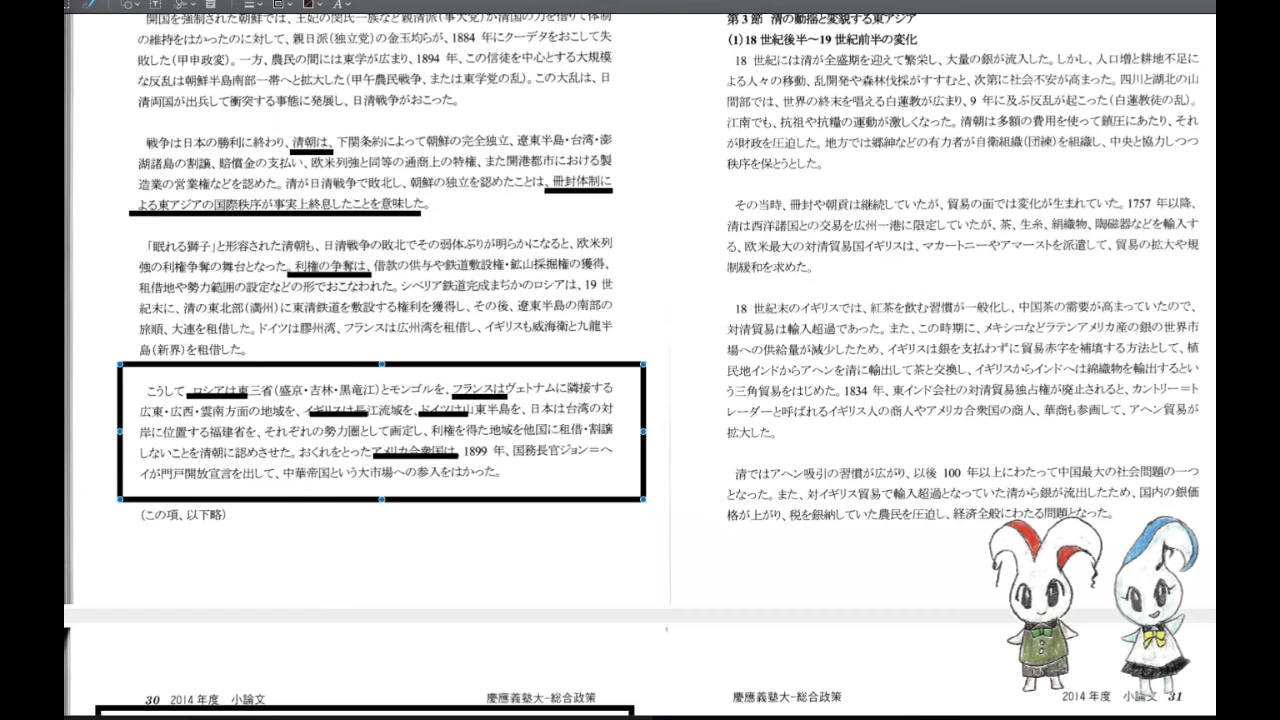 開国を強制された朝鮮では、王妃の閔氏一族など親清派（事大党）が清国の力を借りて体制
の維持をはかったのに対して、親日派（独立党）の金玉均らが、1884 年にクーデタをおこして失
敗した（甲申政変）。一方、農民の間には東学が広まり、1894 年、この信徒を中心とする大規模
な反乱は朝鮮半島南部一帯へと拡大した（甲午農民戦争、または東学党の乱）。この大乱は、日
清両国が出兵して衝突する事態に発展し、日清戦争がおこった。
戦争は日本の勝利に終わり、清朝は、下関条約によって朝鮮の完全独立、遼東半島・台湾・澎
湖諸島の割譲、賠償金の支払い、欧米列強と同等の通商上の特権、また開港都市における製
造業の営業権などを認めた。清が日清戦争で敗北し、朝鮮の独立を認めたことは、冊封体制に
よる東アジアの国際秩序が事実上終息したことを意味した。
「眠れる獅子」と形容された清朝も、日清戦争の敗北でその弱体ぶりが明らかになると、欧米列
強の利権争奪の舞台となった。利権の争奪は、借款の供与や鉄道敷設権・鉱山採掘権の獲得、
租借地や勢力範囲の設定などの形でおこなわれた。シベリア鉄道完成まぢかのロシアは、19 世
紀末に、清の東北部（満州）に東清鉄道を敷設する権利を獲得し、その後、遼東半島の南部の
旅順、大連を租借した。ドイツは膠州湾、フランスは広州湾を租借し、イギリスも威海衛と九龍半
島（新界）を租借した。
こうして、ロシアは東三省（盛京・吉林・黒竜江）とモンゴルを、フランスはヴェトナムに隣接する
広東・広西・雲南方面の地域を、イギリスは長江流域を、ドイツは山東半島を、日本は台湾の対
岸に位置する福建省を、それぞれの勢力圏として画定し、利権を得た地域を他国に租借・割譲
しないことを清朝に認めさせた。おくれをとったアメリカ合衆国は、1899 年、国務長官ジョン＝ヘ
イが門戸開放宣言を出して、中華帝国という大市場への参入をはかった。
（この項、以下略）
30 2014 年度 小論文 慶應義塾大−総合政策
第 3 節 清の動揺と変貌する東アジア
（1）18 世紀後半〜19 世紀前半の変化
18 世紀には清が全盛期を迎えて繁栄し、大量の銀が流入した。しかし、人口増と耕地不足に
よる人々の移動、乱開発や森林伐採がすすむと、次第に社会不安が高まった。四川と湖北の山
間部では、世界の終末を唱える白蓮教が広まり、9 年に及ぶ反乱が起こった（白蓮教徒の乱）。
江南でも、抗租や抗糧の運動が激しくなった。清朝は多額の費用を使って鎮圧にあたり、それ
が財政を圧迫した。地方では郷紳などの有力者が自衛組織（団練）を組織し、中央と協力しつつ
秩序を保とうとした。
その当時、冊封や朝貢は継続していたが、貿易の面では変化が生まれていた。1757 年以降、
清は西洋諸国との交易を広州一港に限定していたが、茶、生糸、絹織物、陶磁器などを輸入す
る、欧米最大の対清貿易国イギリスは、マカートニーやアマーストを派遣して、貿易の拡大や規
制緩和を求めた。
18 世紀末のイギリスでは、紅茶を飲む習慣が一般化し、中国茶の需要が高まっていたので、
対清貿易は輸入超過であった。また、この時期に、メキシコなどラテンアメリカ産の銀の世界市
場への供給量が減少したため、イギリスは銀を支払わずに貿易赤字を補填する方法として、植
民地インドからアヘンを清に輸出して茶と交換し、イギリスからインドへは綿織物を輸出するとい
う三角貿易をはじめた。1834 年、東インド会社の対清貿易独占権が廃止されると、カントリー＝ト
レーダーと呼ばれるイギリス人の商人やアメリカ合衆国の商人、華商も参画して、アヘン貿易が
拡大した。
清ではアヘン吸引の習慣が広がり、以後 100 年以上にわたって中国最大の社会問題の一つ
となった。また、対イギリス貿易で輸入超過となっていた清から銀が流出したため、国内の銀価
格が上がり、税を銀納していた農民を圧迫し、経済全般にわたる問題となった。
慶應義塾大−総合政策 2014 年度 小論文 31